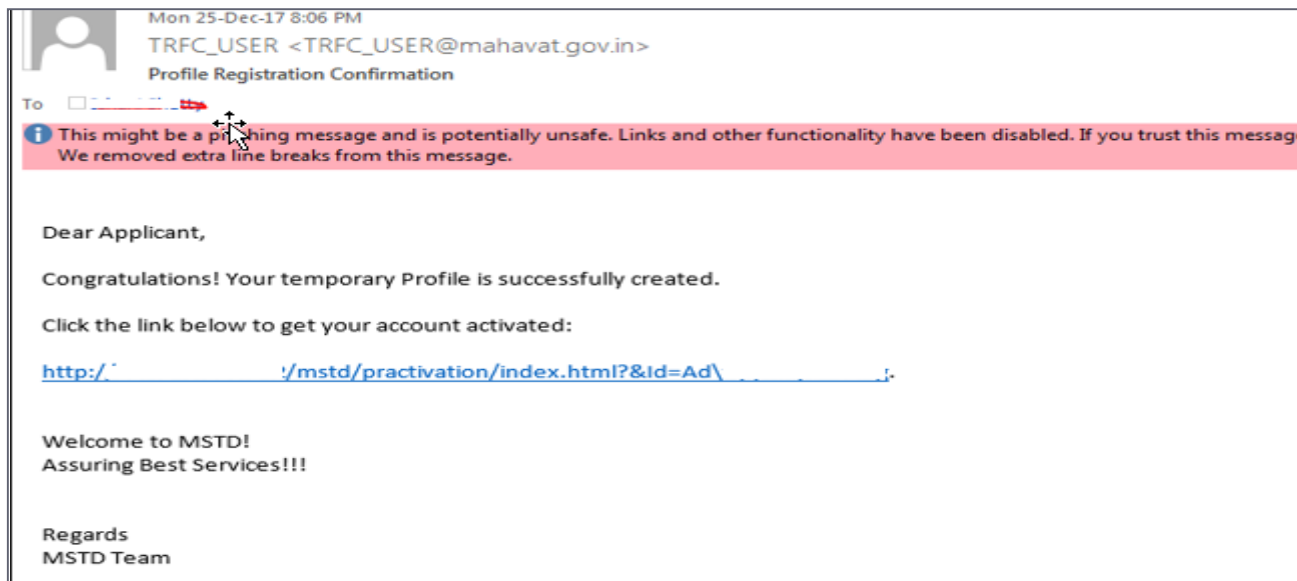 Mon 25-Dec-17 8:06 PM
TRFC_USER <TRFC_USER@mahavat.gov.in>
Profile Registration Confirmation
To
This might be a phishing message and is potentially unsafe. Links and other functionality have been disabled. If you trust this messag
We removed extra line breaks from this message.
Dear Applicant,
Congratulations! Your temporary Profile is successfully created.
Click the link below to get your account activated:
http:/ /mstd/practivation/index.html?&Id=Ad\
Welcome to MSTD!
Assuring Best Services!!!
Regards
MSTD Team